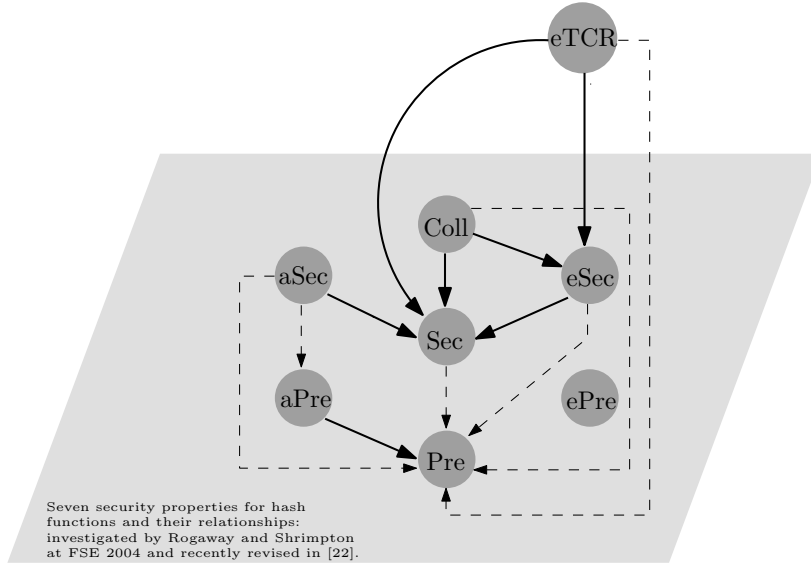 eTCR
Coll
aSec
eSec
Sec
aPre
ePre
Pre
Seven security properties for hash
functions and their relationships:
investigated by Rogaway and Shrimpton
at FSE 2004 and recently revised in [22].